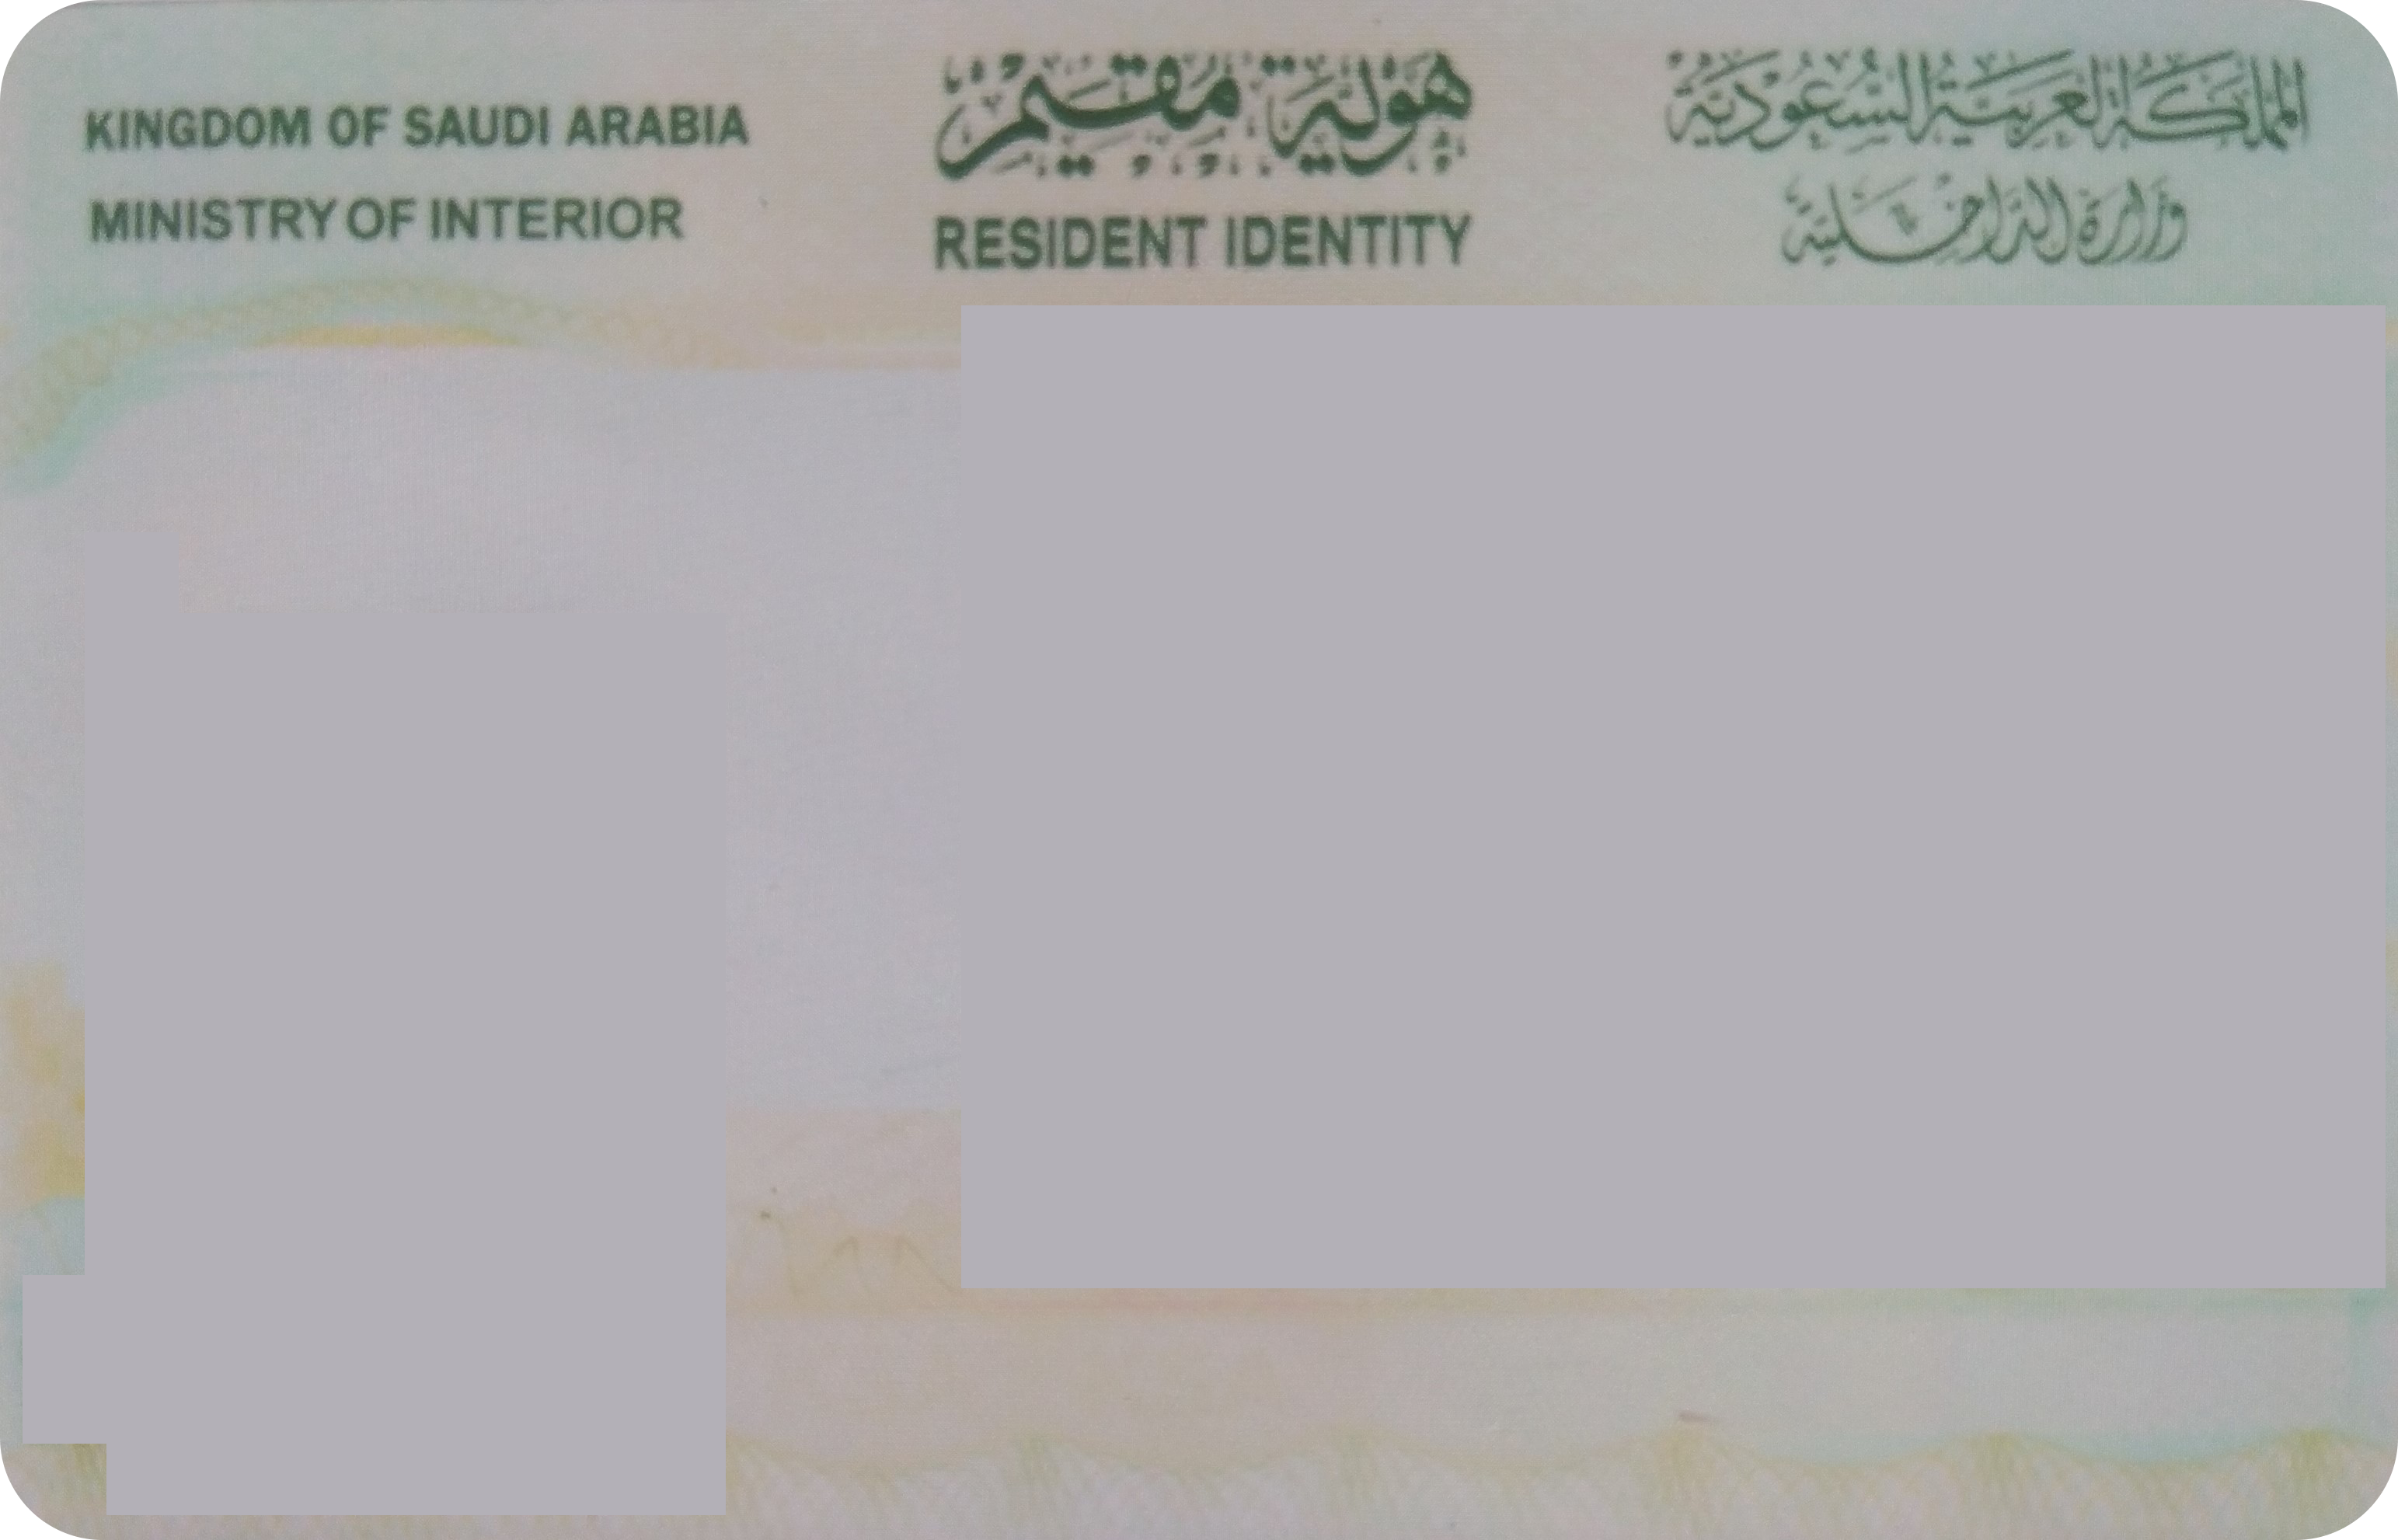 KINGDOM OF SAUDI ARABIA
MINISTRY OF INTERIOR
هوية مقيم
RESIDENT IDENTITY
المملكة العربية السعودية
وزارة الداخلية